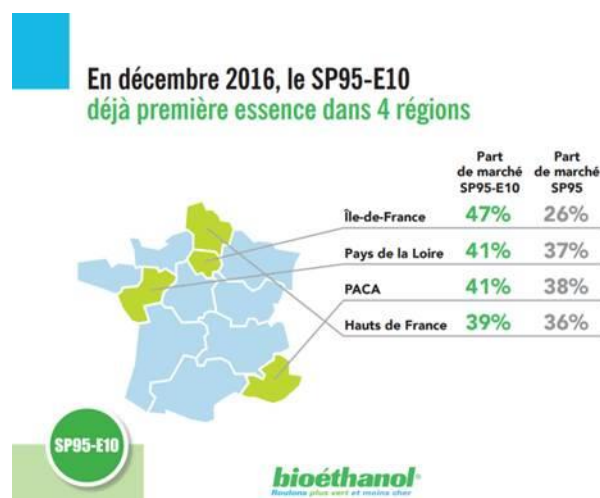 En décembre 2016, le SP95-E10
déjà première essence dans 4 régions
Part de marché SP95-E10
Part de marché SP95
Île-de-France 47% 26%
Pays de la Loire 41% 37%
PACA 41% 38%
Hauts de France 39% 36%
SP95-E10
bioéthanol
Roulons plus vert et moins cher